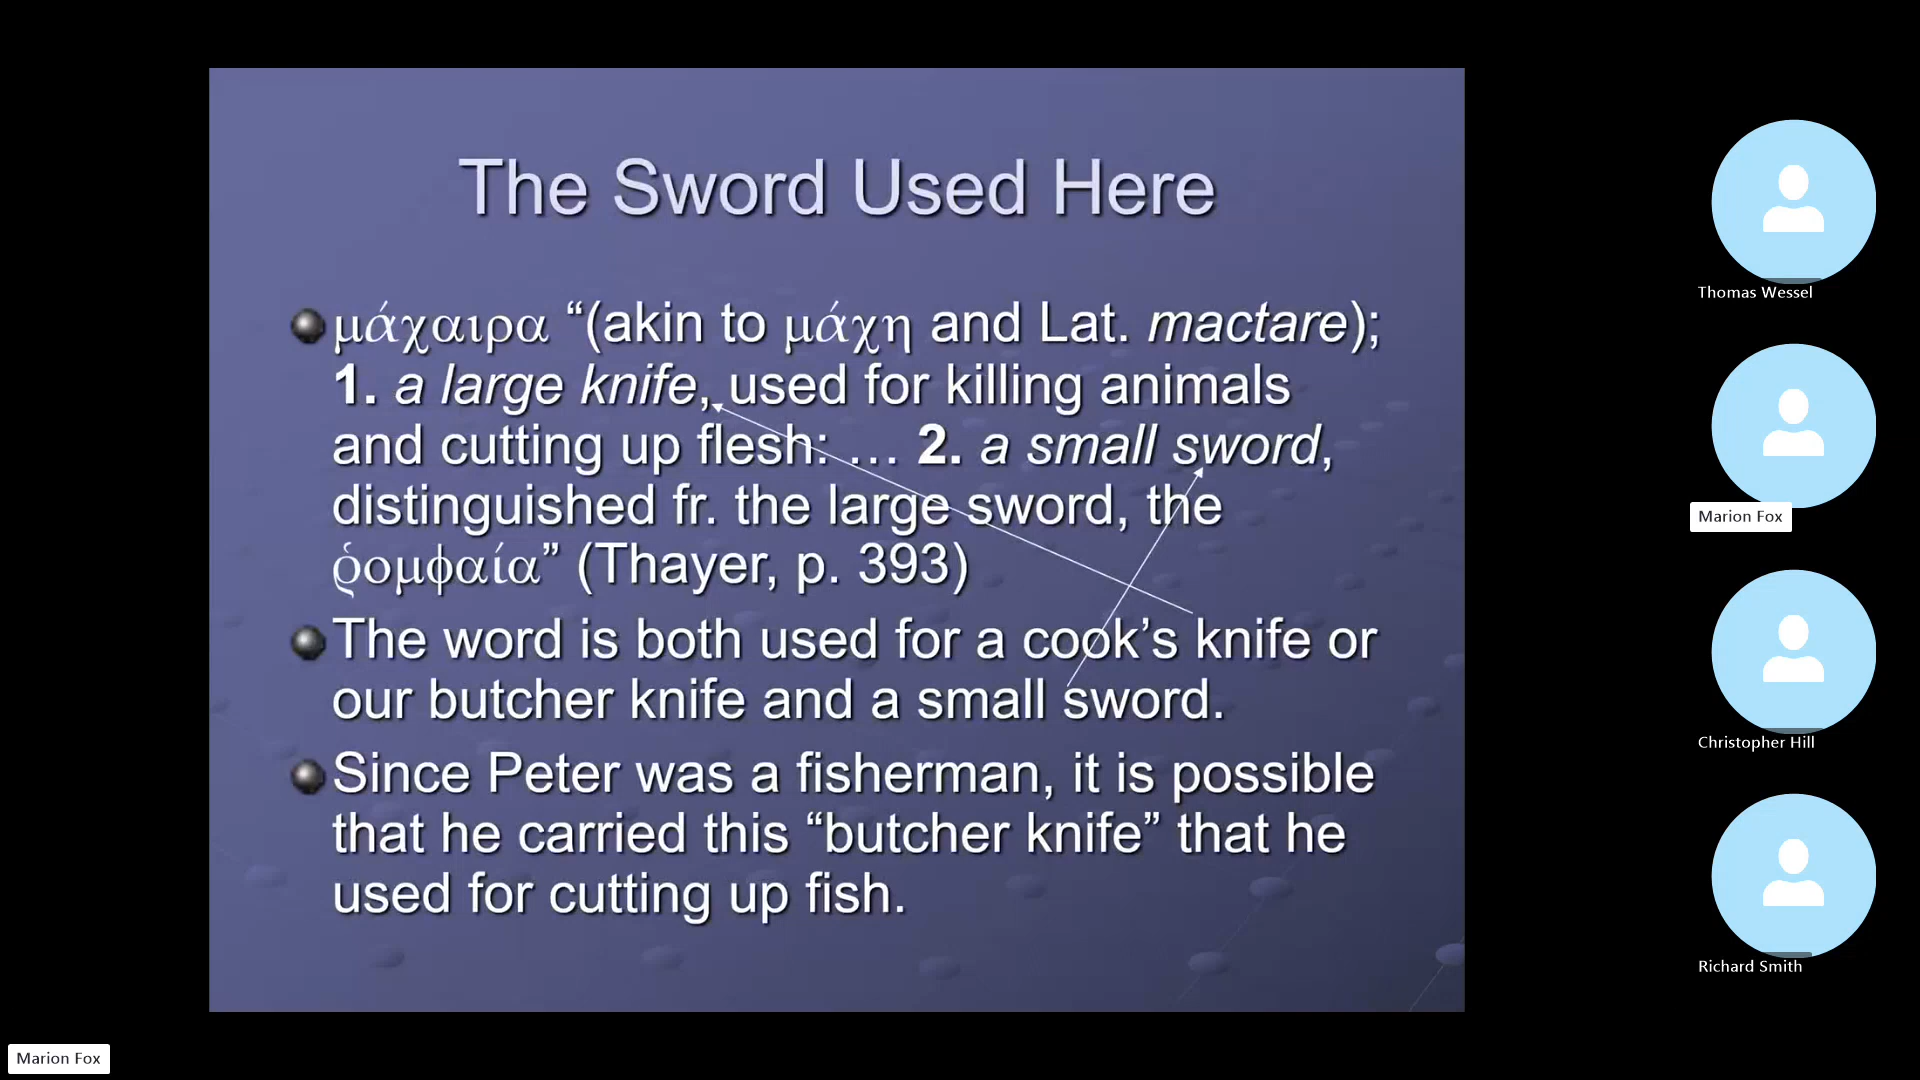 The Sword Used Here
μάχαιρα “(akin to μάχη and Lat. mactare);
1. a large knife, used for killing animals
and cutting up flesh: … 2. a small sword,
distinguished fr. the large sword, the
ῥομφαία” (Thayer, p. 393)
The word is both used for a cook’s knife or
our butcher knife and a small sword.
Since Peter was a fisherman, it is possible
that he carried this “butcher knife” that he
used for cutting up fish.
Thomas Wessel
Marion Fox
Christopher Hill
Richard Smith
Marion Fox